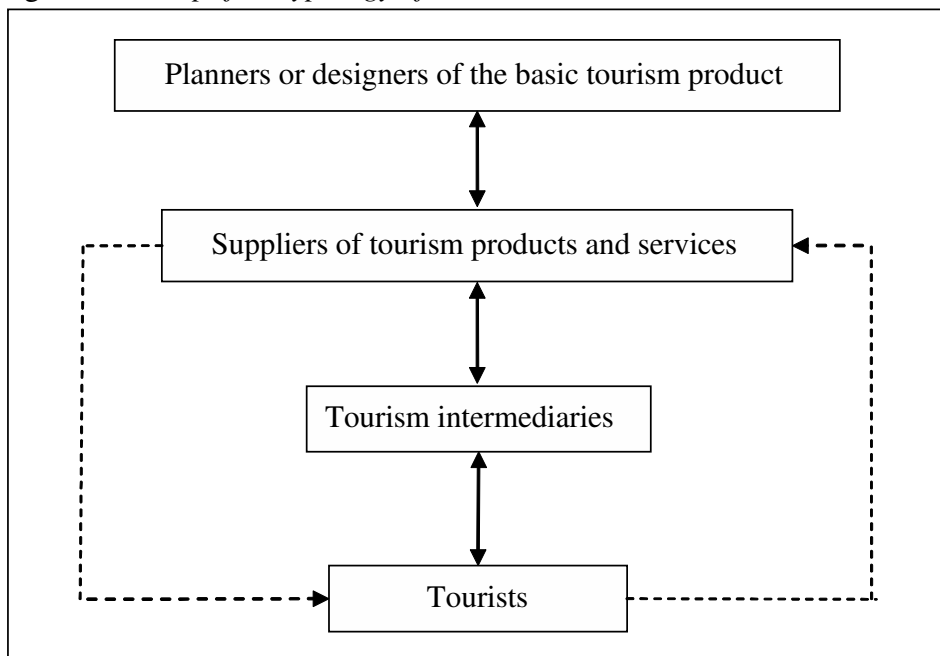 Planners or designers of the basic tourism product
Suppliers of tourism products and services
Tourism intermediaries
Tourists